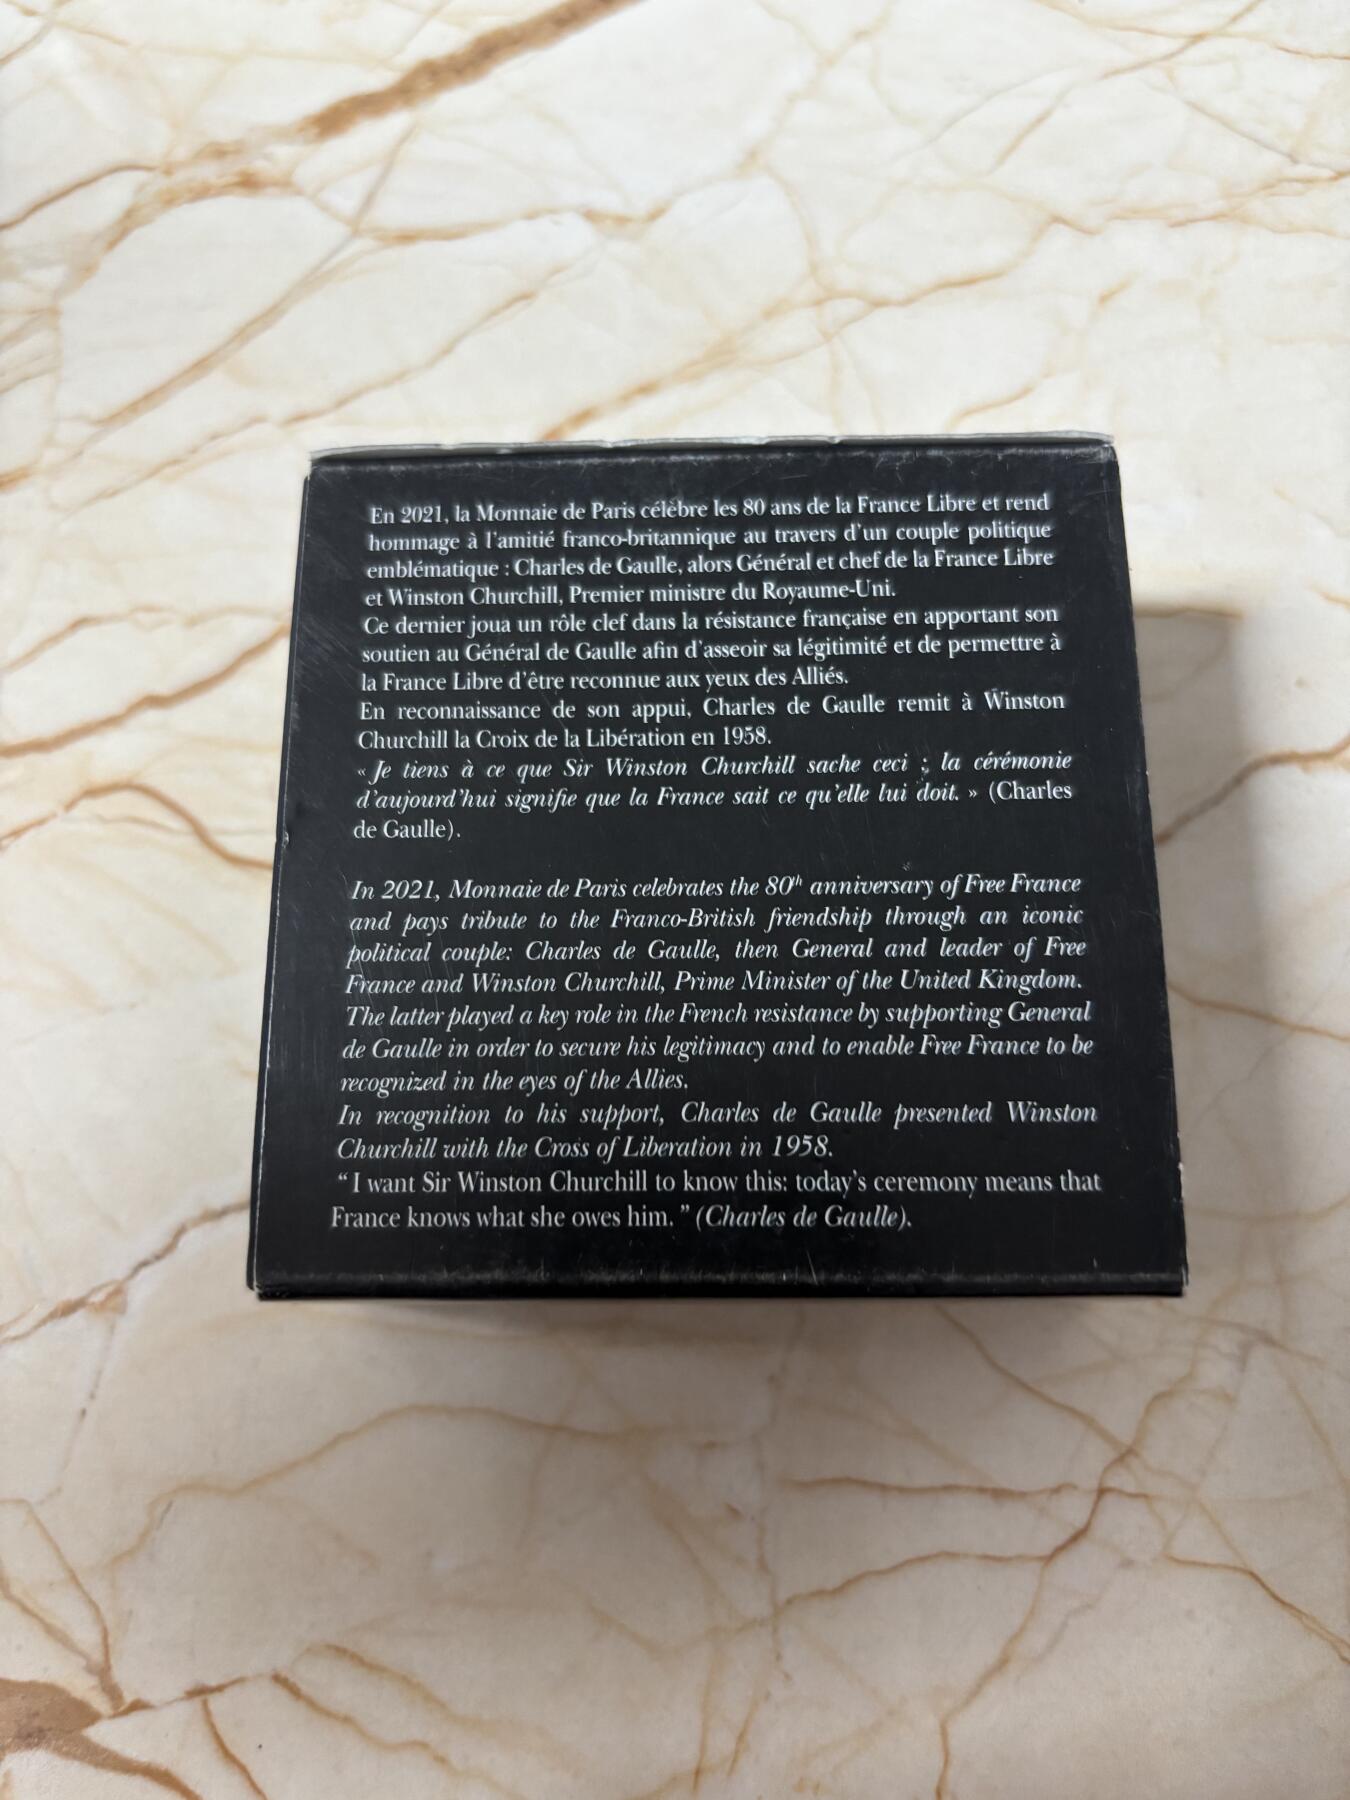 En 2021, la Monnaie de Paris célèbre les 80 ans de la France Libre et rend
hommage à l'amitié franco-britannique au travers d'un couple politique
emblématique : Charles de Gaulle, alors Général et chef de la France Libre
et Winston Churchill, Premier ministre du Royaume-Uni.
Ce dernier joua un rôle clef dans la résistance française en apportant son
soutien au Général de Gaulle afin d'asseoir sa légitimité et de permettre à
la France Libre d'être reconnue aux yeux des Alliés.
En reconnaissance de son appui, Charles de Gaulle remit à Winston
Churchill la Croix de la Libération en 1958.
« Je tiens à ce que Sir Winston Churchill sache ceci ; la cérémonie
d'aujourd'hui signifie que la France sait ce qu'elle lui doit. » (Charles
de Gaulle).
In 2021, Monnaie de Paris celebrates the 80th anniversary of Free France
and pays tribute to the Franco-British friendship through an iconic
political couple: Charles de Gaulle, then General and leader of Free
France and Winston Churchill, Prime Minister of the United Kingdom.
The latter played a key role in the French resistance by supporting General
de Gaulle in order to secure his legitimacy and to enable Free France to be
recognized in the eyes of the Allies.
In recognition to his support, Charles de Gaulle presented Winston
Churchill with the Cross of Liberation in 1958.
“ I want Sir Winston Churchill to know this: today's ceremony means that
France knows what she owes him. ” (Charles de Gaulle).